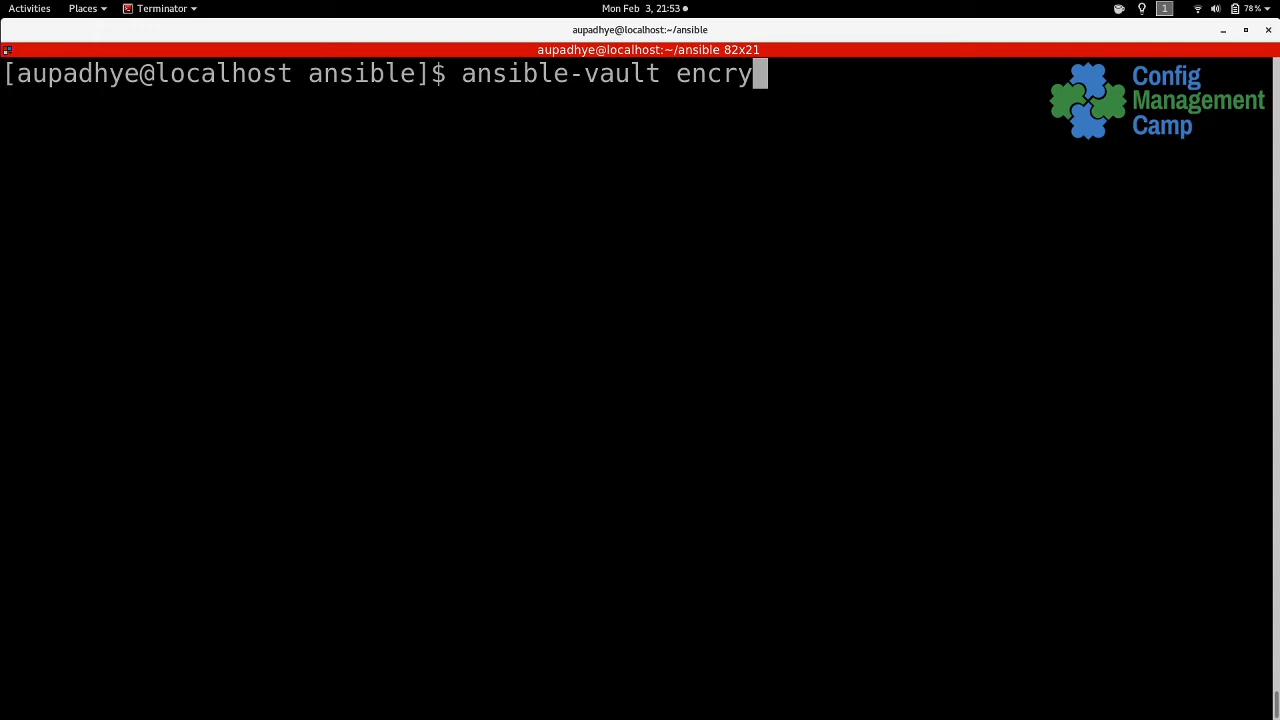 Activities Places Terminator Mon Feb 3, 21:53 1 78%
aupadhye@localhost:~/ansible
aupadhye@localhost:~/ansible 82x21
[aupadhye@localhost ansible]$ ansible-vault encry
Config
Management
Camp